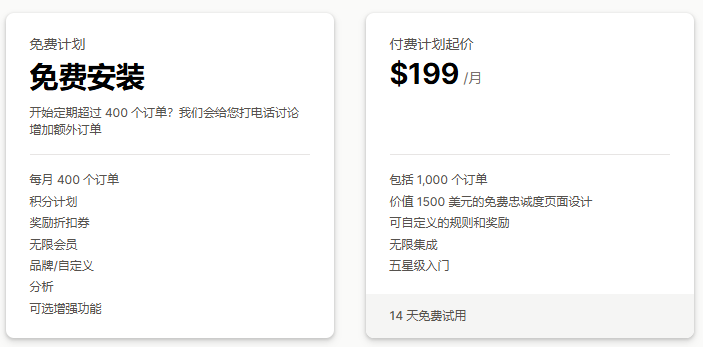 免费计划
免费安装
开始定期超过 400 个订单？我们会给您打电话讨论
增加额外订单
每月 400 个订单
积分计划
奖励折扣券
无限会员
品牌/自定义
分析
可选增强功能
付费计划起价
$199 /月
包括 1,000 个订单
价值 1500 美元的免费忠诚度页面设计
可自定义的规则和奖励
无限集成
五星级入门
14 天免费试用